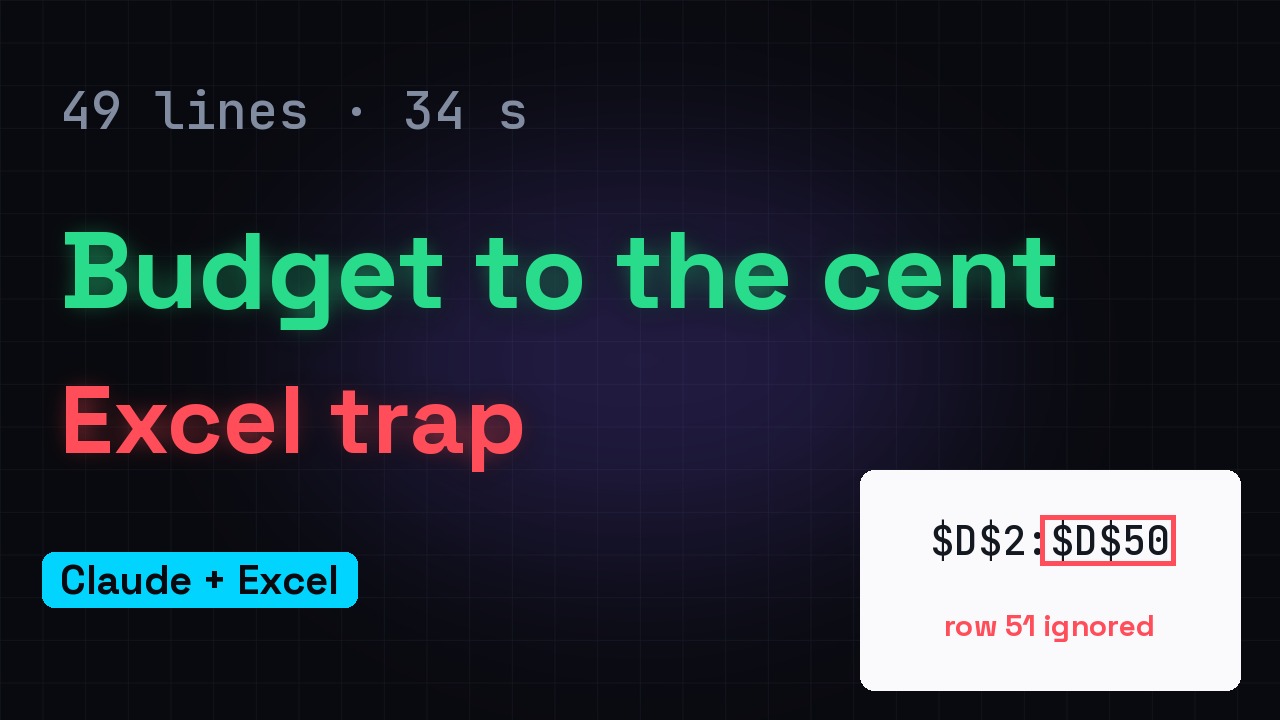 49 lines · 34 s
Budget to the cent
Excel trap
Claude + Excel
$D$2:$D$50
row 51 ignored